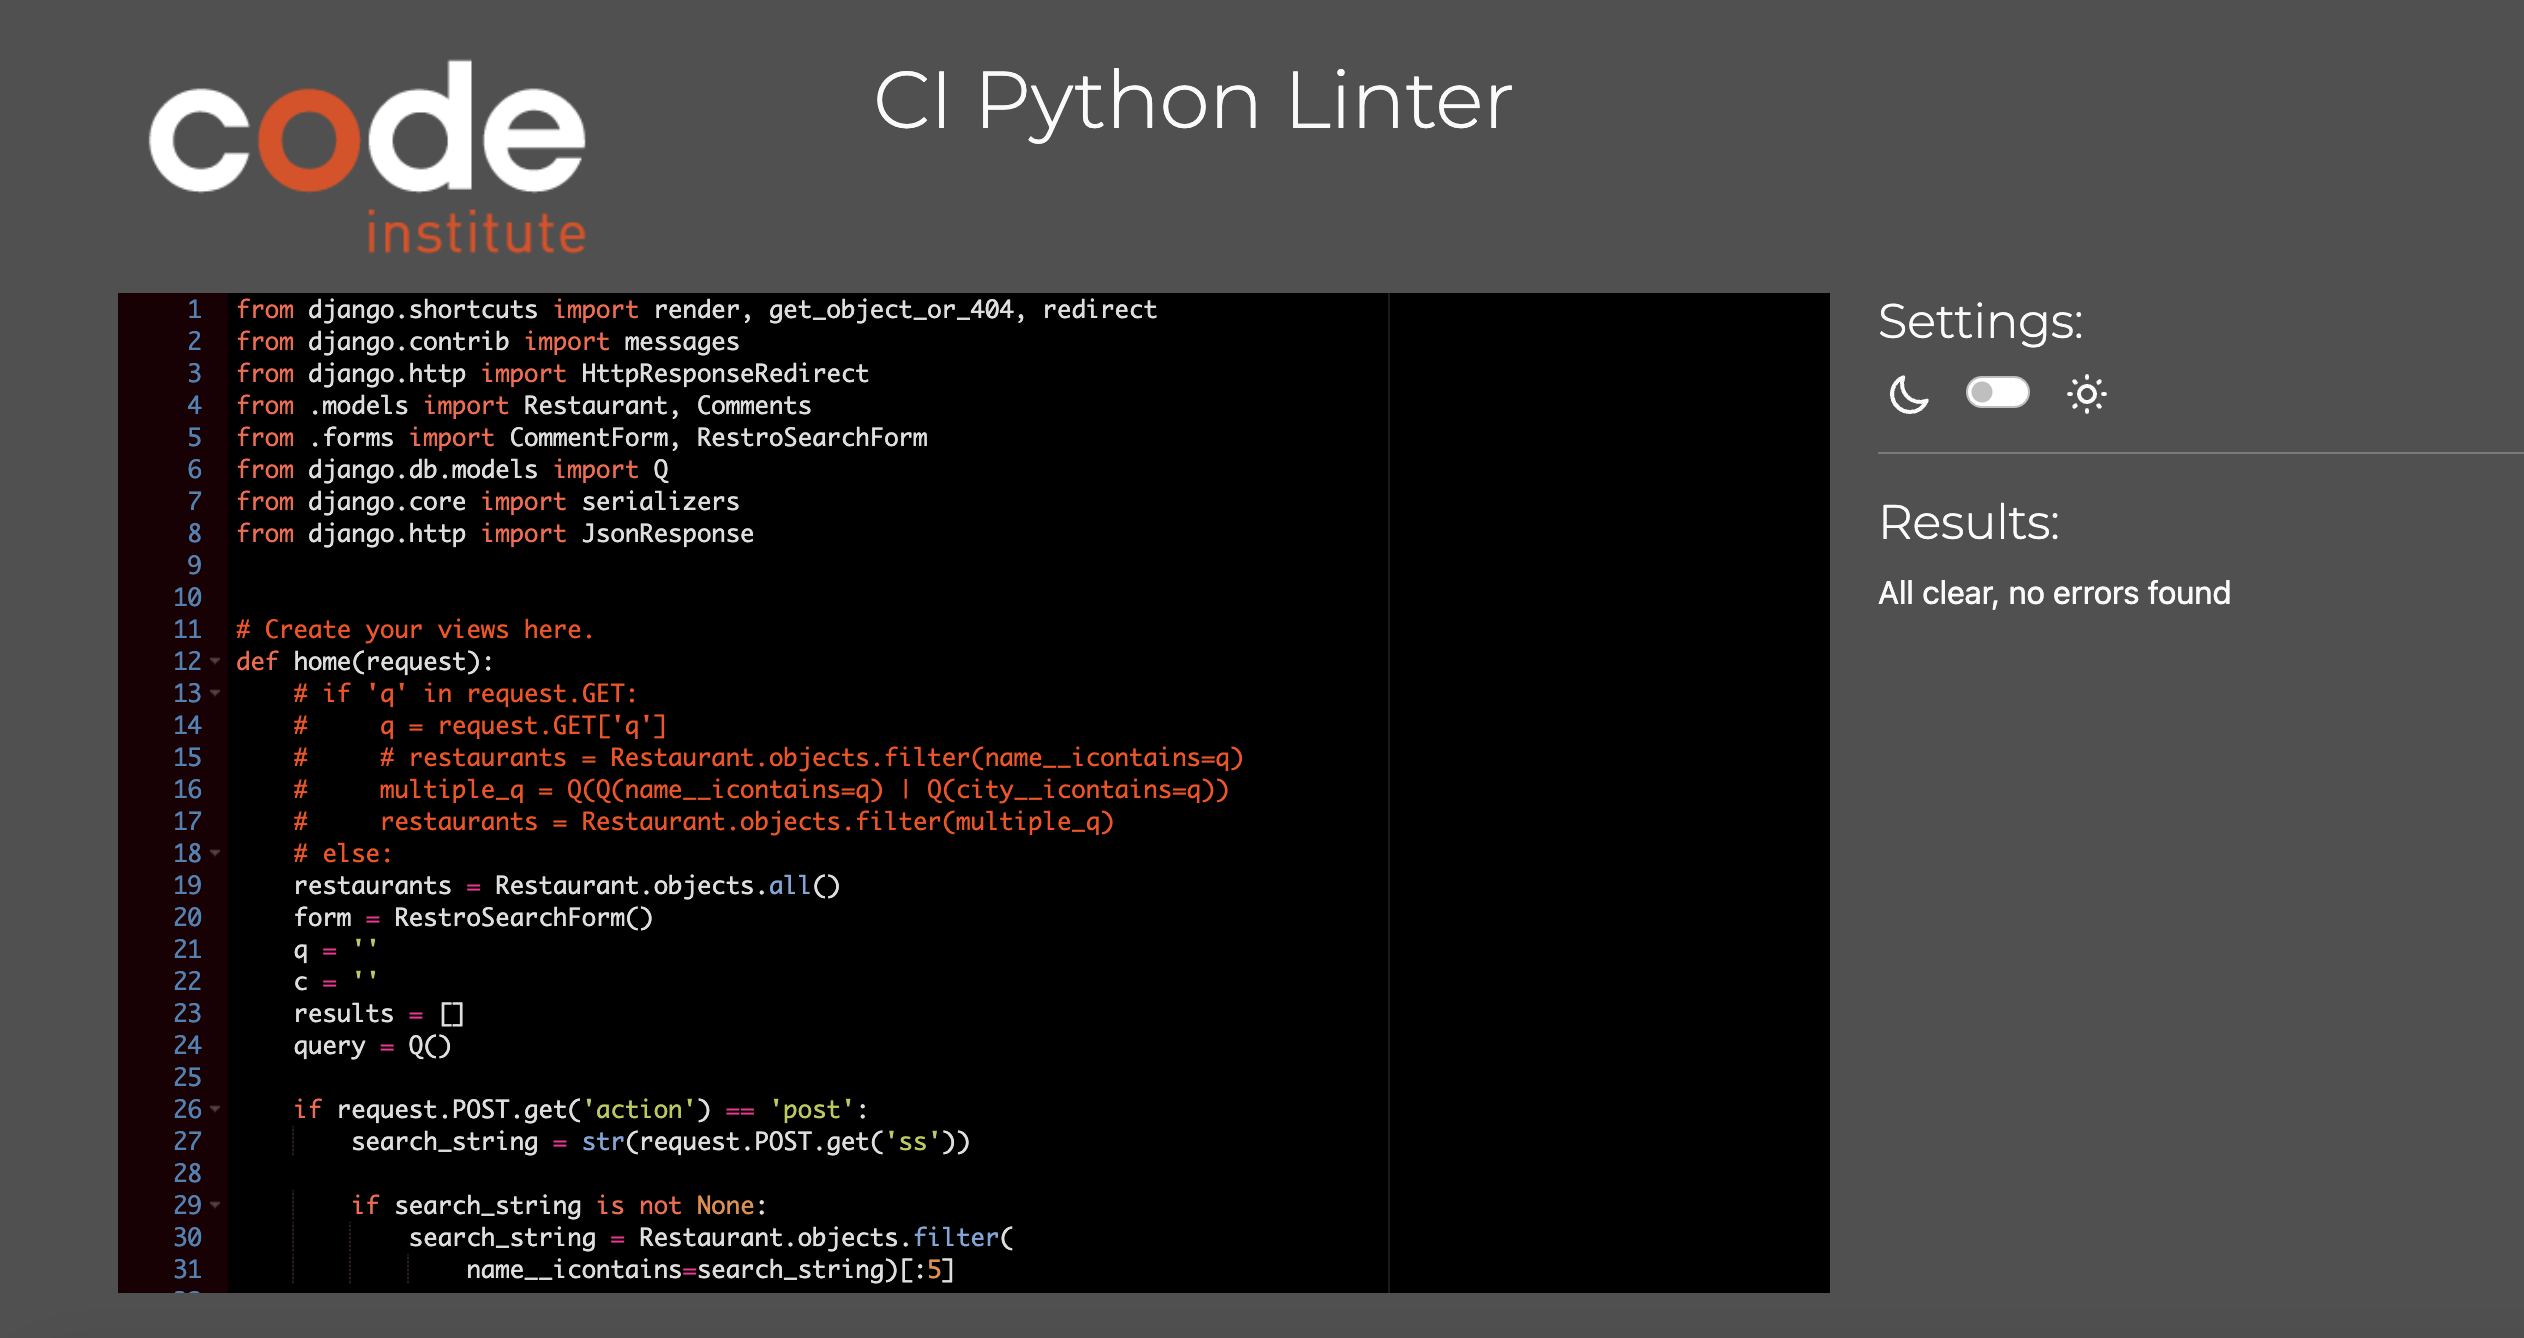 code
institute
CI Python Linter
1 from django.shortcuts import render, get_object_or_404, redirect
2 from django.contrib import messages
3 from django.http import HttpResponseRedirect
4 from .models import Restaurant, Comments
5 from .forms import CommentForm, RestroSearchForm
6 from django.db.models import Q
7 from django.core import serializers
8 from django.http import JsonResponse
9
10
11 # Create your views here.
12 def home(request):
13     # if 'q' in request.GET:
14     #     q = request.GET['q']
15     #     # restaurants = Restaurant.objects.filter(name__icontains=q)
16     #     multiple_q = Q(Q(name__icontains=q) | Q(city__icontains=q))
17     #     restaurants = Restaurant.objects.filter(multiple_q)
18     # else:
19     restaurants = Restaurant.objects.all()
20     form = RestroSearchForm()
21     q = ''
22     c = ''
23     results = []
24     query = Q()
25
26     if request.POST.get('action') == 'post':
27         search_string = str(request.POST.get('ss'))
28
29         if search_string is not None:
30             search_string = Restaurant.objects.filter(
31                 name__icontains=search_string)[:5]
Settings:
Results:
All clear, no errors found